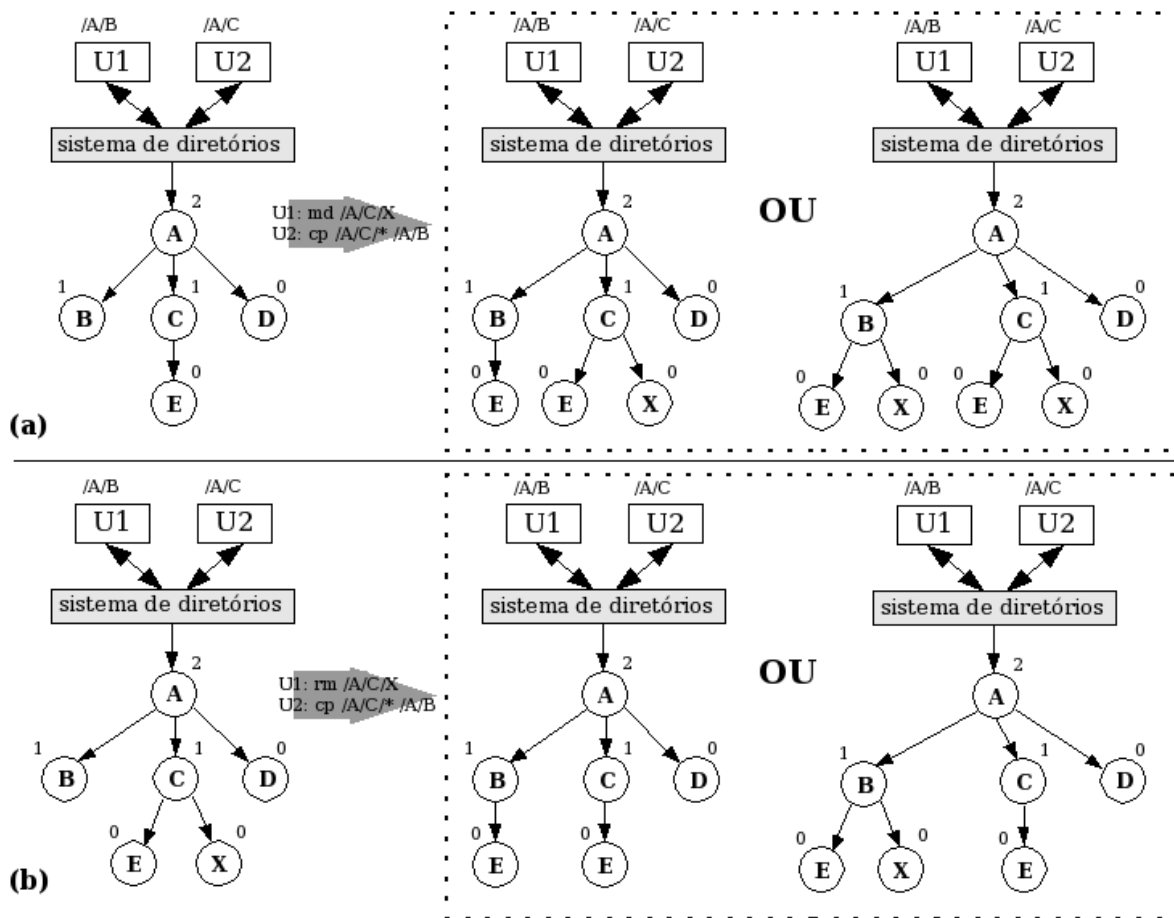 /A/B /A/C /A/B /A/C /A/B /A/C
U1 U2 U1 U2 U1 U2
sistema de diretórios sistema de diretórios sistema de diretórios
2 2 2
U1: md /A/C/X
U2: cp /A/C/* /A/B
OU
A A A
1 1 0 1 1 0 1 1 0
B C D B C D B C D
0 0 0 0 0 0 0 0
E E E X E X E X
(a)
/A/B /A/C /A/B /A/C /A/B /A/C
U1 U2 U1 U2 U1 U2
sistema de diretórios sistema de diretórios sistema de diretórios
2 2 2
U1: rm /A/C/X
U2: cp /A/C/* /A/B
OU
A A A
1 1 0 1 1 0 1 1 0
B C D B C D B C D
0 0 0 0 0 0 0
E X E E E X E
(b)